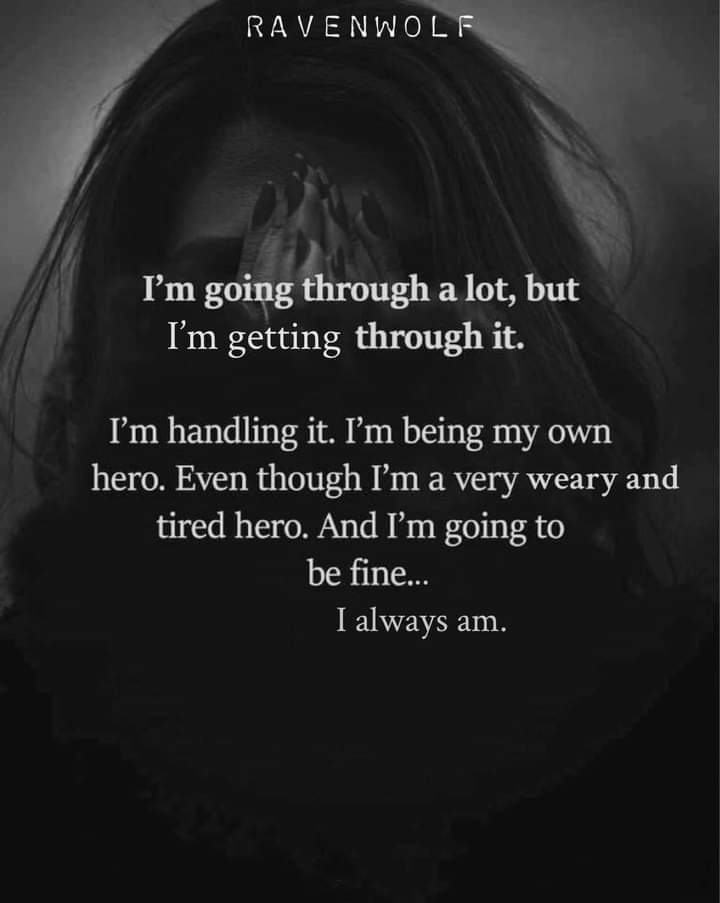 RAVENWOLF
I'm going through a lot, but
I'm getting through it.
I'm handling it. I'm being my own
hero. Even though I'm a very weary and
tired hero. And I'm going to
be fine...
I always am.